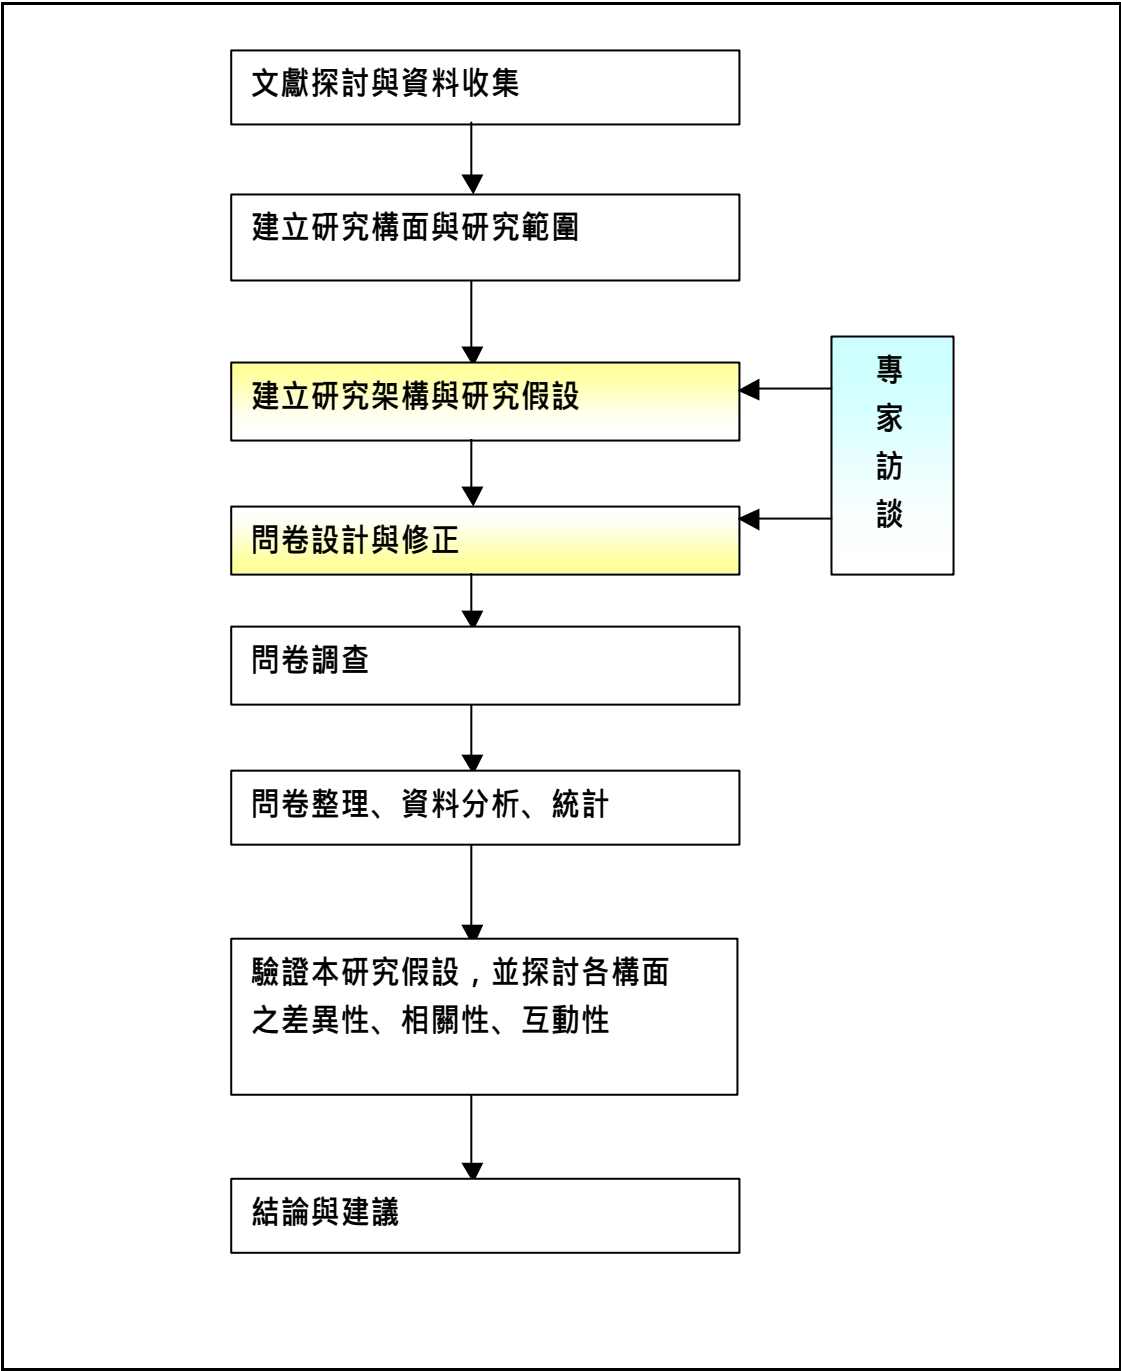 文獻探討與資料收集
建立研究構面與研究範圍
建立研究架構與研究假設
專
家
訪
談
問卷設計與修正
問卷調查
問卷整理、資料分析、統計
驗證本研究假設，並探討各構面
之差異性、相關性、互動性
結論與建議